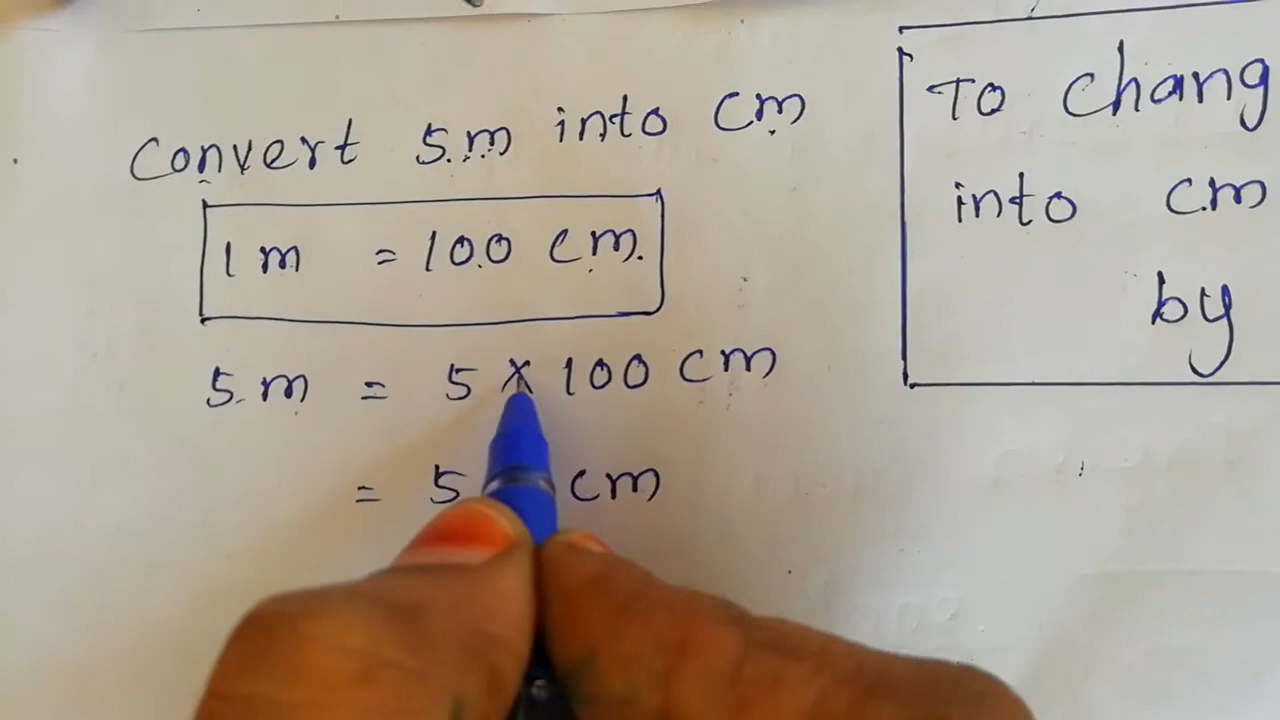 Convert 5 m into cm
1 m = 100 cm.
5 m = 5 × 100 cm
= 5 cm
To chang
into cm
by